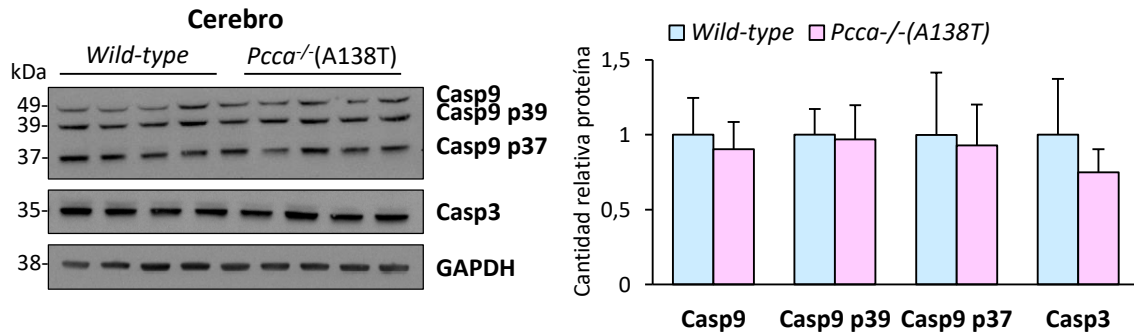 Cerebro
Wild-type Pcca-/-(A138T)
kDa
49
39
37
35
38
Casp9
Casp9 p39
Casp9 p37
Casp3
GAPDH
Wild-type Pcca-/-(A138T)
Cantidad relativa proteína
1,5
1
0,5
0
Casp9 Casp9 p39 Casp9 p37 Casp3